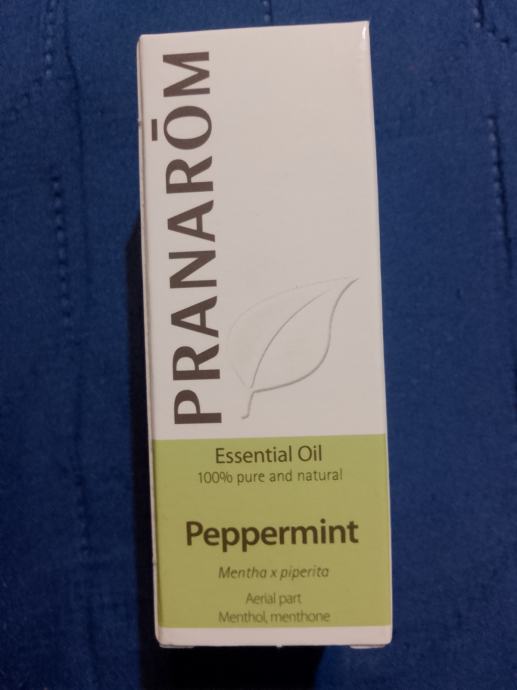 PRANARŌM
Essential Oil
100% pure and natural
Peppermint
Mentha x piperita
Aerial part
Menthol, menthone